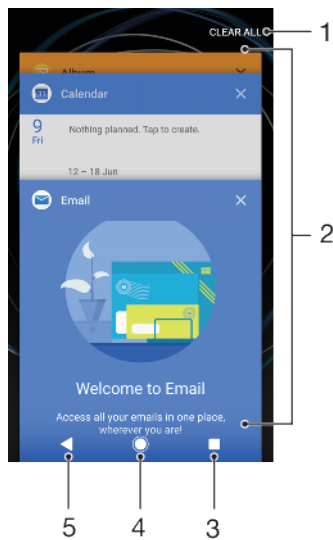 CLEAR ALL
1
Album
Calendar
9
Fri
Nothing planned. Tap to create.
12 – 18 Jun
2
Email
Welcome to Email
Access all your emails in one place,
wherever you are!
5
4
3